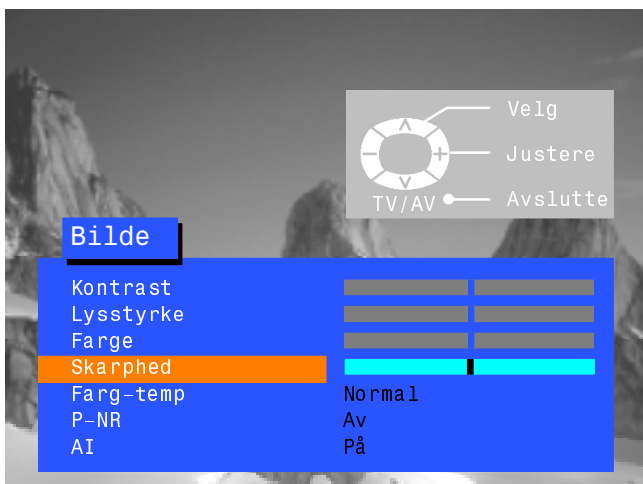 Velg
Justere
TV/AV Avslutte
Bilde
Kontrast
Lysstyrke
Farge
Skarphed
Farg-temp Normal
P-NR Av
AI På